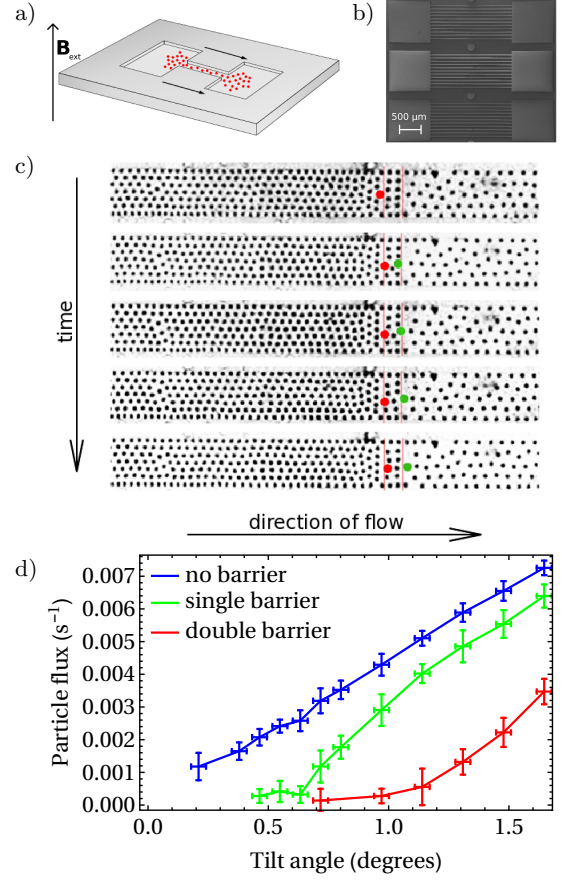 a)
B_ext
b)
500 μm
c)
time
direction of flow
d)
no barrier
single barrier
double barrier
Particle flux (s⁻¹)
0.007
0.006
0.005
0.004
0.003
0.002
0.001
0.000
0.0
0.5
1.0
1.5
Tilt angle (degrees)